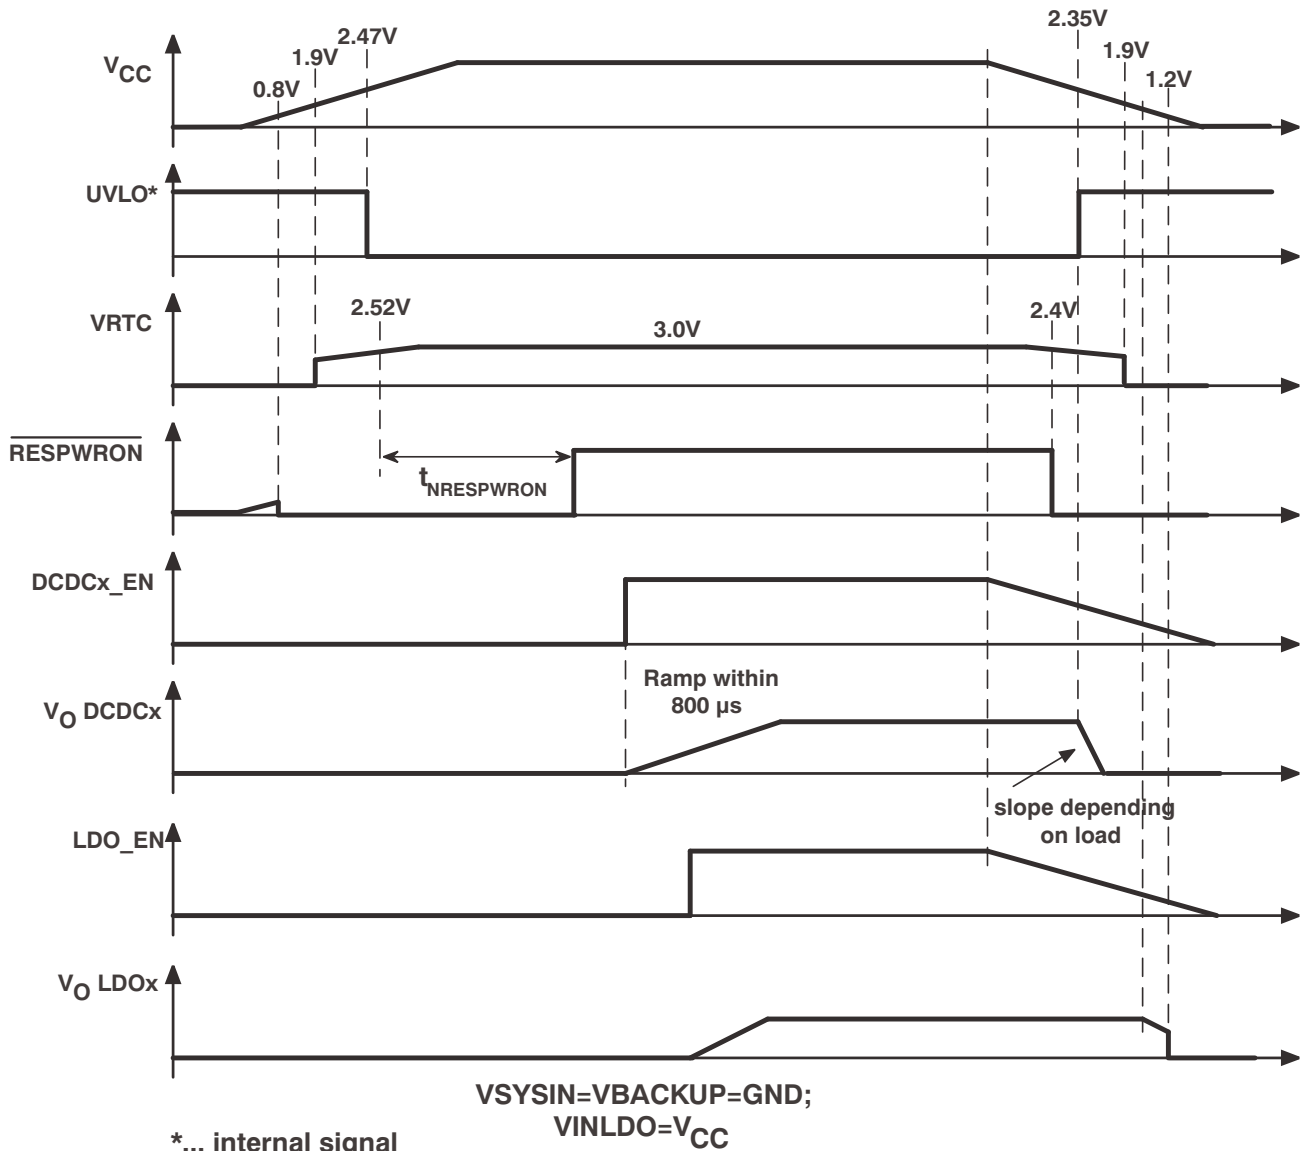 2.35V
2.47V
1.9V
1.9V
VCC
0.8V
1.2V
UVLO*
2.52V
2.4V
VRTC
3.0V
RESPWRON
tNRESPWRON
DCDCx_EN
Ramp within
800 µs
VO DCDCx
slope depending
on load
LDO_EN
VO LDOx
VSYSIN=VBACKUP=GND;
VINLDO=VCC
*... internal signal